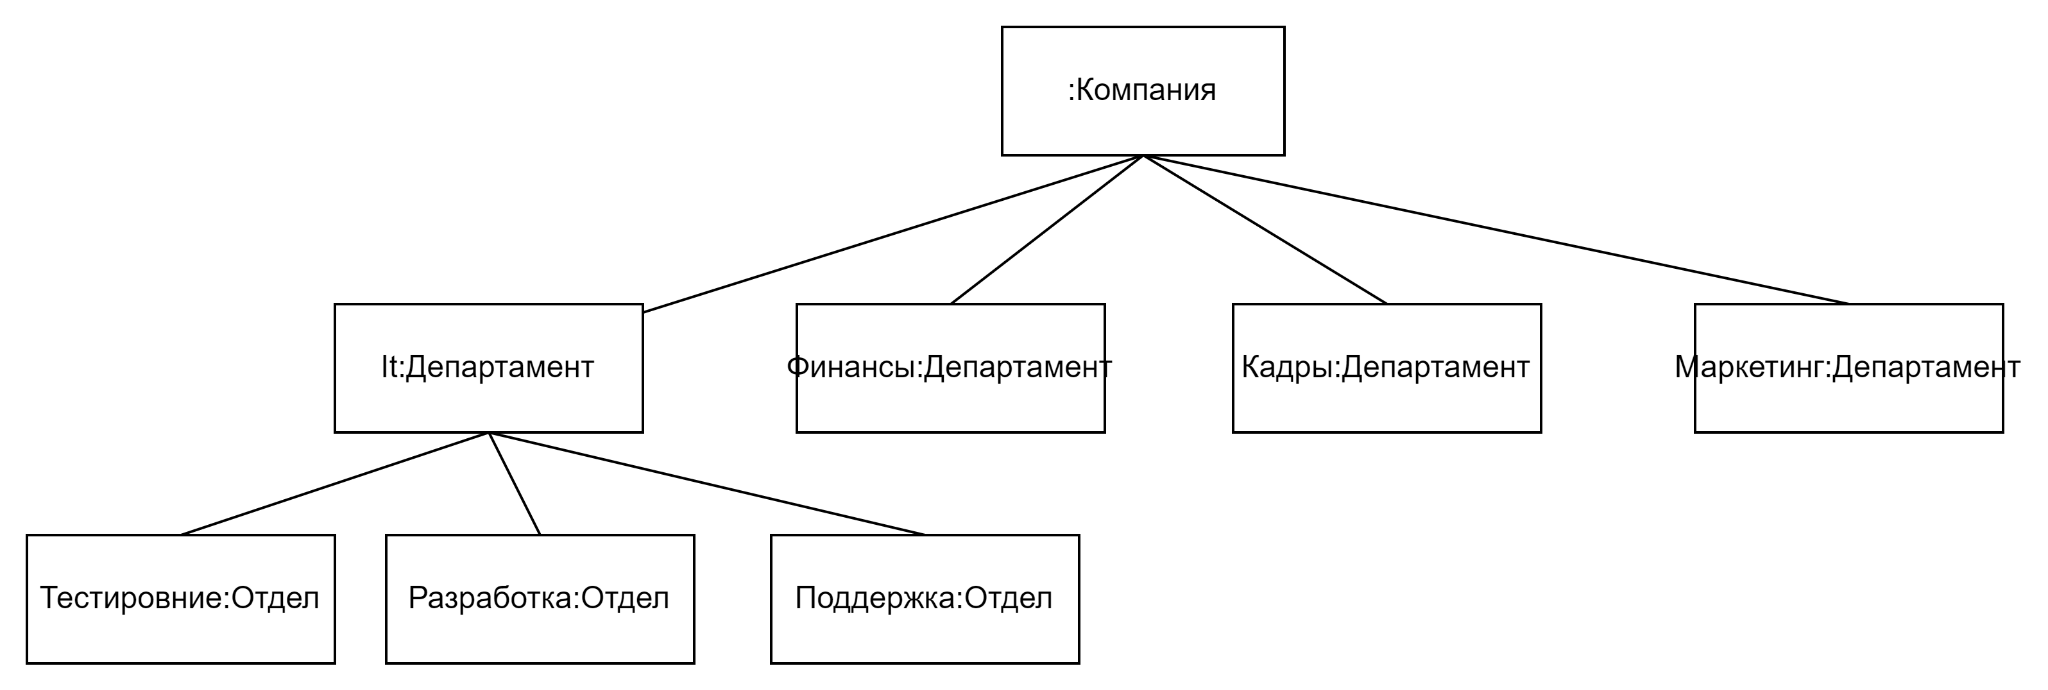 :Компания
It:Департамент
Финансы:Департамент
Кадры:Департамент
Маркетинг:Департамент
Тестировние:Отдел
Разработка:Отдел
Поддержка:Отдел